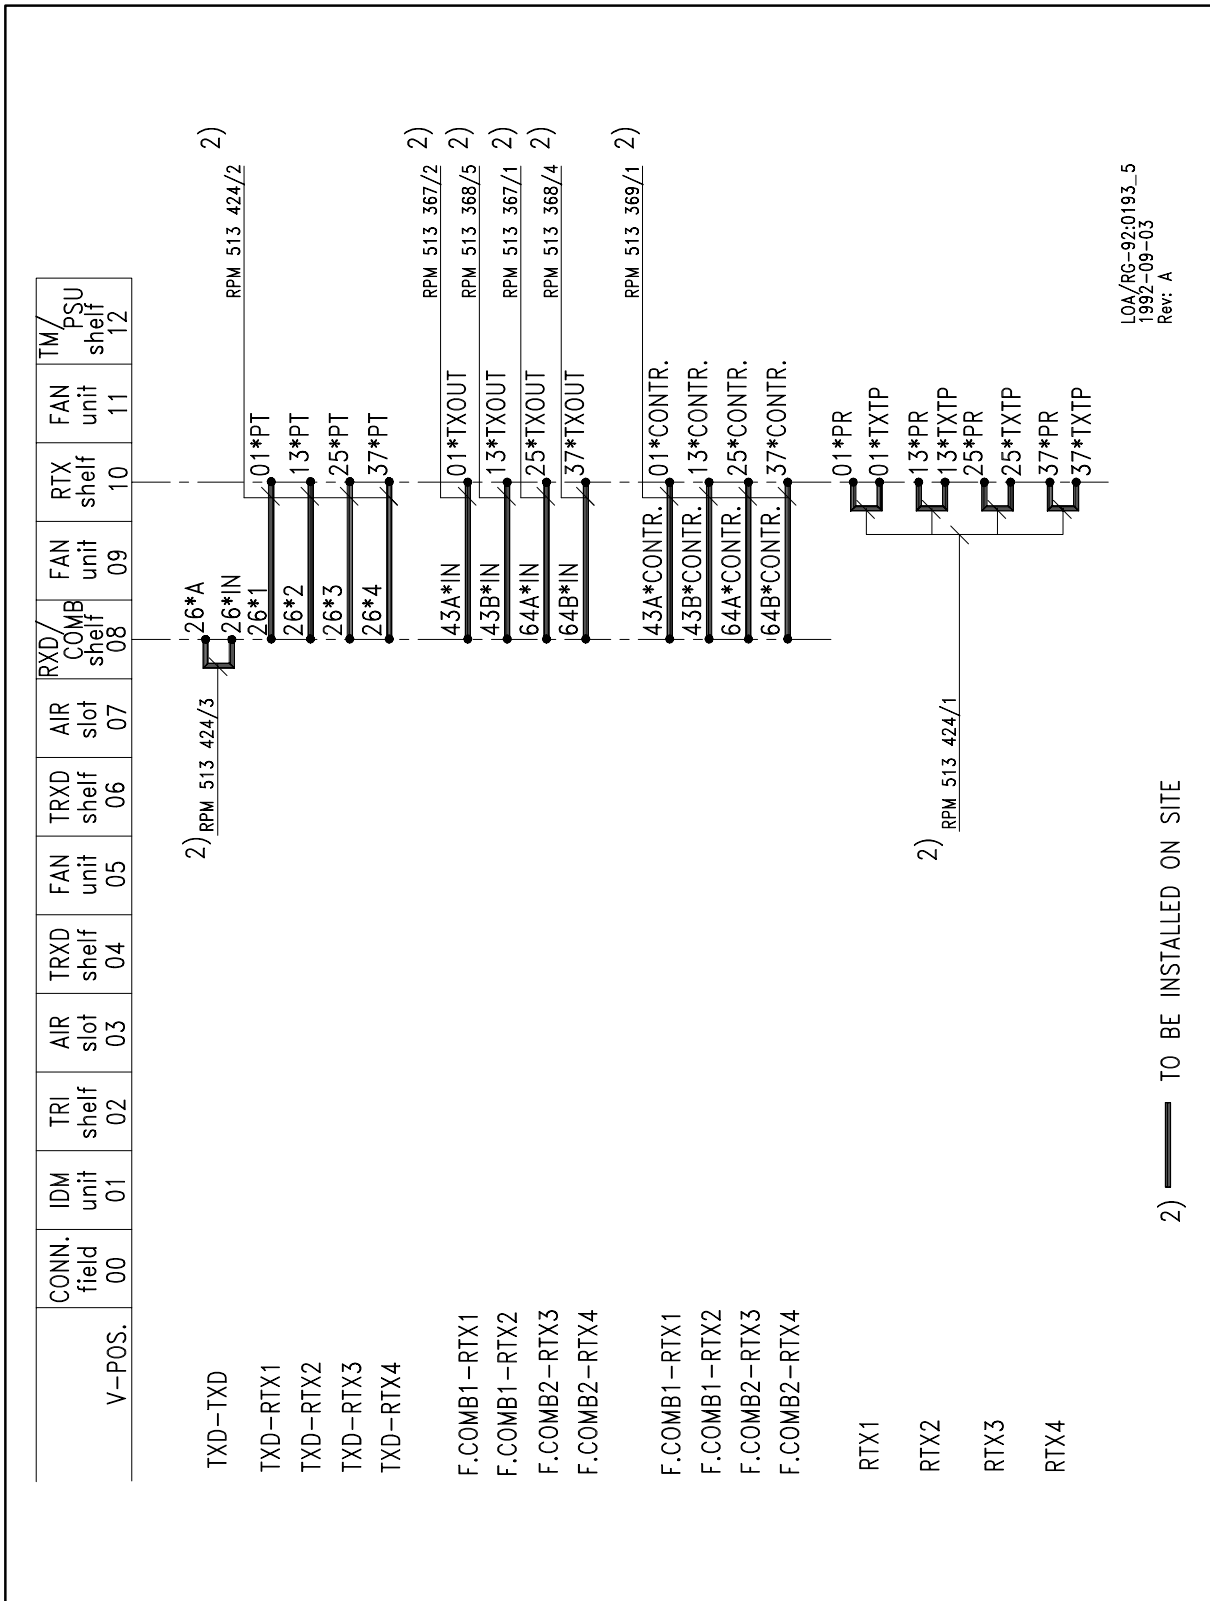 V-POS.
CONN.
field
00
IDM
unit
01
TRI
shelf
02
AIR
slot
03
TRXD
shelf
04
FAN
unit
05
TRXD
shelf
06
AIR
slot
07
RXD/
COMB
shelf
08
FAN
unit
09
RTX
shelf
10
FAN
unit
11
TM/
PSU
shelf
12
2) RPM 513 424/3
26*A
TXD-TXD
26*IN
RPM 513 424/2 2)
TXD-RTX1 26*1 01*PT
TXD-RTX2 26*2 13*PT
TXD-RTX3 26*3 25*PT
TXD-RTX4 26*4 37*PT
RPM 513 367/2 2)
F.COMB1-RTX1 43A*IN 01*TXOUT
RPM 513 368/5 2)
F.COMB1-RTX2 43B*IN 13*TXOUT
RPM 513 367/1 2)
F.COMB2-RTX3 64A*IN 25*TXOUT
RPM 513 368/4 2)
F.COMB2-RTX4 64B*IN 37*TXOUT
RPM 513 369/1 2)
F.COMB1-RTX1 43A*CONTR. 01*CONTR.
F.COMB1-RTX2 43B*CONTR. 13*CONTR.
F.COMB2-RTX3 64A*CONTR. 25*CONTR.
F.COMB2-RTX4 64B*CONTR. 37*CONTR.
01*PR
RTX1 01*TXTP
13*PR
RTX2 13*TXTP
2) RPM 513 424/1
25*PR
RTX3 25*TXTP
37*PR
RTX4 37*TXTP
2) TO BE INSTALLED ON SITE
LOA/RG-92:0193_5
1992-09-03
Rev: A